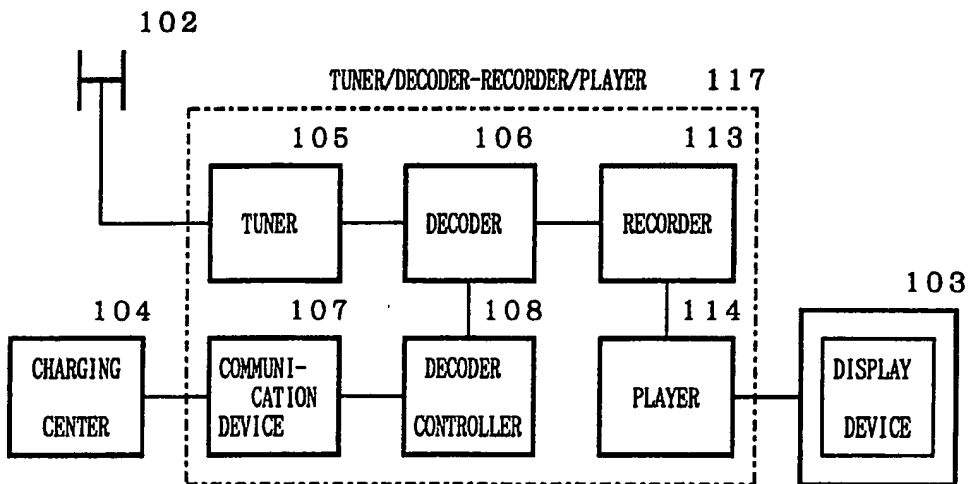 102
TUNER/DECODER-RECORDER/PLAYER 117
105 106 113
TUNER DECODER RECORDER
103
104 107 108 114
CHARGING
CENTER
COMMUNI-
CATION
DEVICE
DECODER
CONTROLLER
PLAYER
DISPLAY
DEVICE